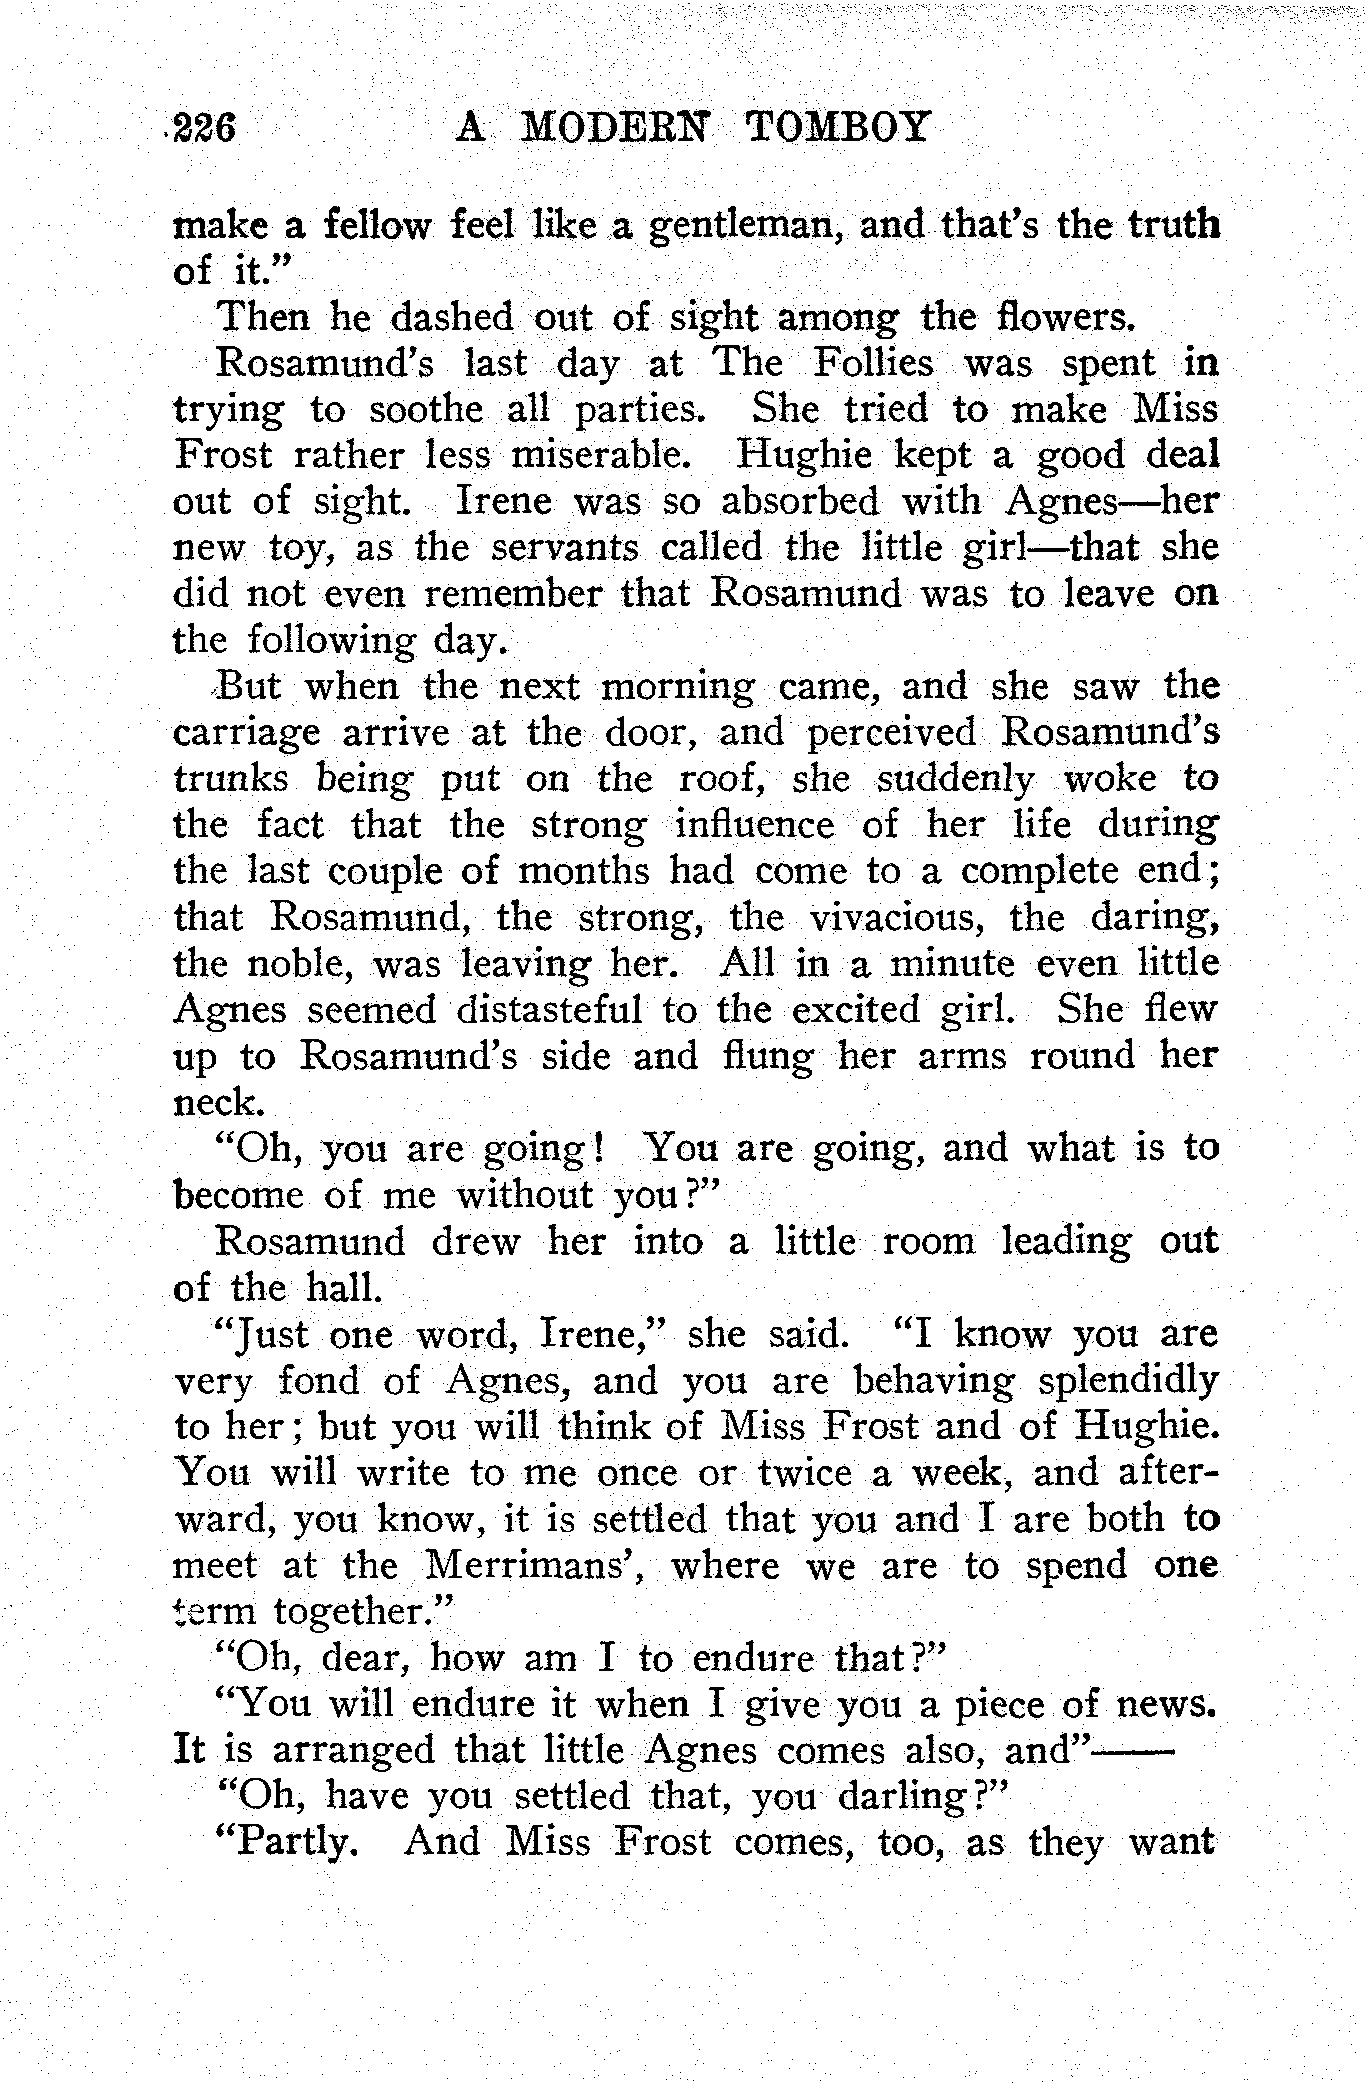 226 A MODERN TOMBOY
make a fellow feel like a gentleman, and that’s the truth
of it.”
Then he dashed out of sight among the flowers.
Rosamund’s last day at The Follies was spent in
trying to soothe all parties. She tried to make Miss
Frost rather less miserable. Hughie kept a good deal
out of sight. Irene was so absorbed with Agnes—her
new toy, as the servants called the little girl—that she
did not even remember that Rosamund was to leave on
the following day.
But when the next morning came, and she saw the
carriage arrive at the door, and perceived Rosamund’s
trunks being put on the roof, she suddenly woke to
the fact that the strong influence of her life during
the last couple of months had come to a complete end;
that Rosamund, the strong, the vivacious, the daring,
the noble, was leaving her. All in a minute even little
Agnes seemed distasteful to the excited girl. She flew
up to Rosamund’s side and flung her arms round her
neck.
“Oh, you are going! You are going, and what is to
become of me without you?”
Rosamund drew her into a little room leading out
of the hall.
“Just one word, Irene,” she said. “I know you are
very fond of Agnes, and you are behaving splendidly
to her; but you will think of Miss Frost and of Hughie.
You will write to me once or twice a week, and after-
ward, you know, it is settled that you and I are both to
meet at the Merrimans’, where we are to spend one
term together.”
“Oh, dear, how am I to endure that?”
“You will endure it when I give you a piece of news.
It is arranged that little Agnes comes also, and”——
“Oh, have you settled that, you darling?”
“Partly. And Miss Frost comes, too, as they want